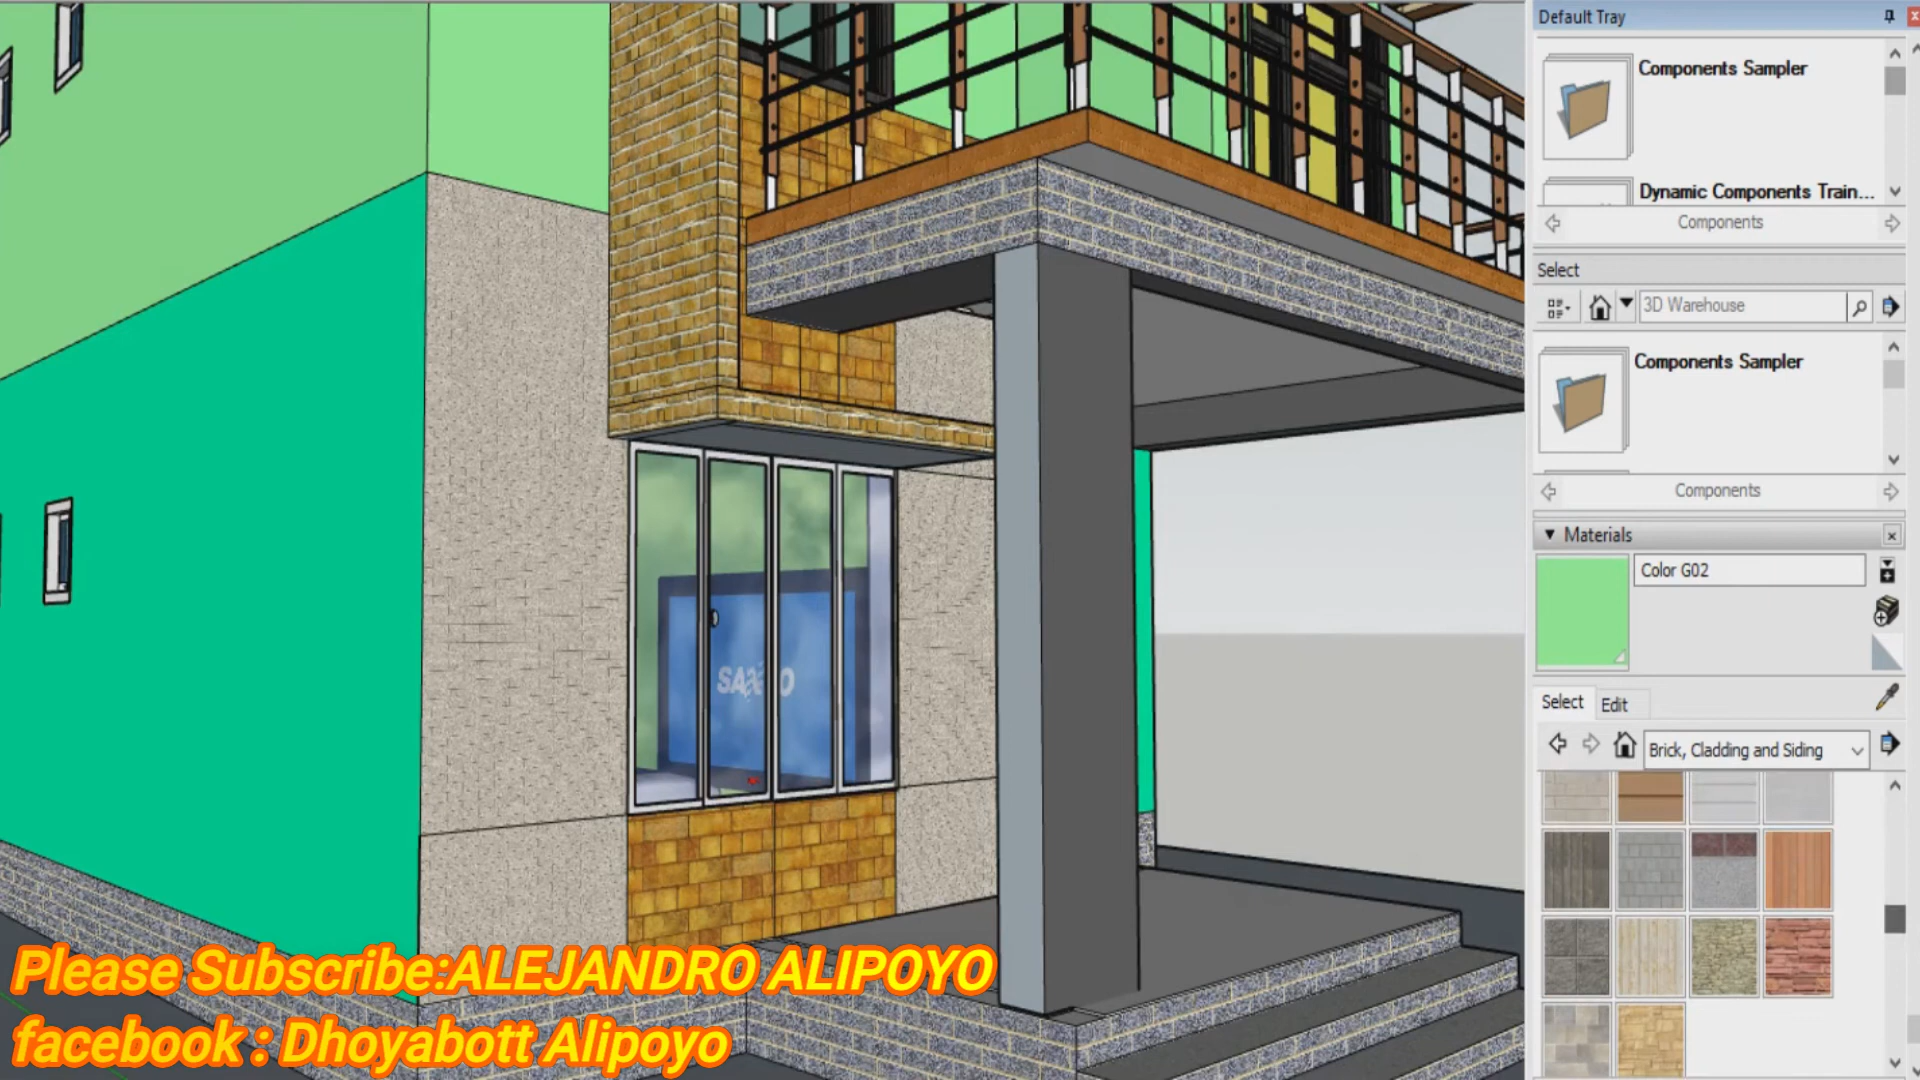 Default Tray
Components Sampler
Dynamic Components Train...
Components
Select
3D Warehouse
Components Sampler
Components
Materials
Color G02
Select
Edit
Brick, Cladding and Siding
Please Subscribe:ALEJANDRO ALIPOYO
facebook : Dhoyabott Alipoyo